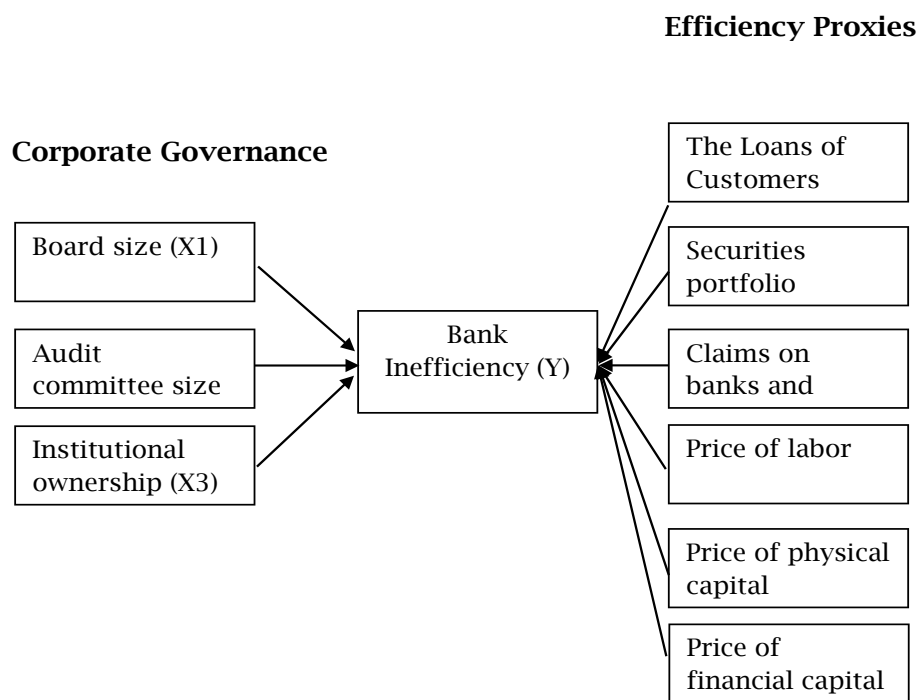 Efficiency Proxies
Corporate Governance
Board size (X1)
Audit
committee size
Institutional
ownership (X3)
Bank
Inefficiency (Y)
The Loans of
Customers
Securities
portfolio
Claims on
banks and
Price of labor
Price of physical
capital
Price of
financial capital